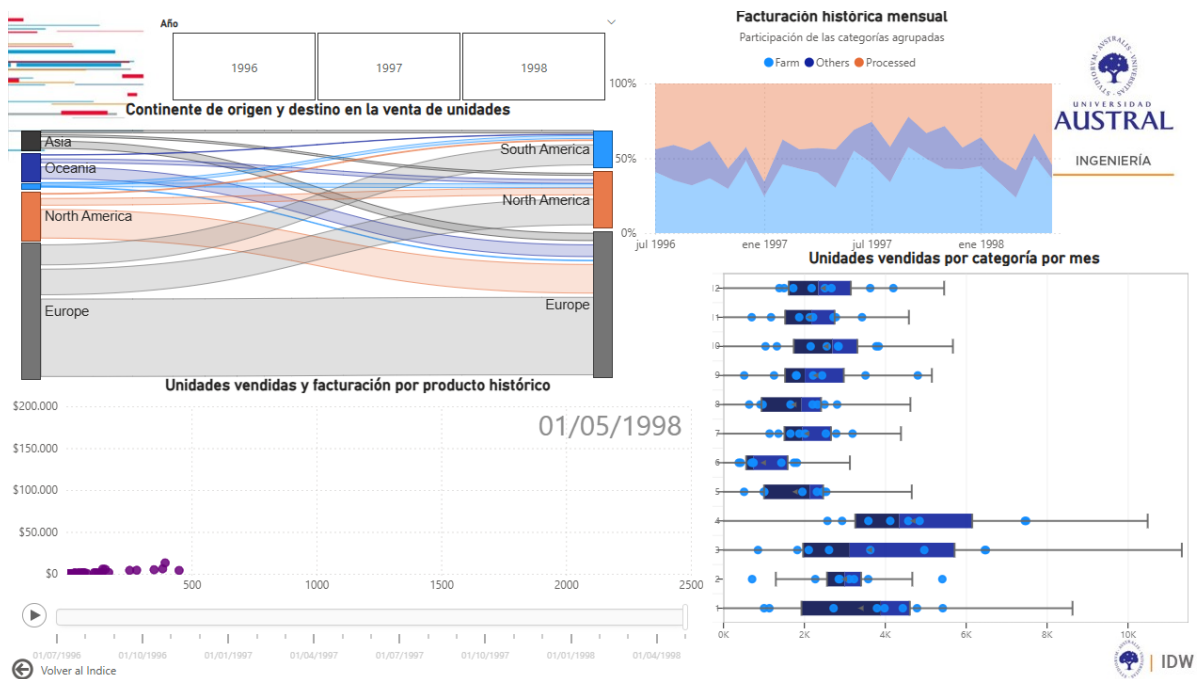 Año
1996
1997
1998
Continente de origen y destino en la venta de unidades
Asia
Oceania
North America
Europe
South America
North America
Europe
Facturación histórica mensual
Participación de las categorías agrupadas
Farm Others Processed
100%
50%
0%
jul 1996 ene 1997 jul 1997 ene 1998
STUDIORVM · AVSTRALIS · VNIVERSITAS
UNIVERSIDAD
AUSTRAL
INGENIERÍA
Unidades vendidas y facturación por producto histórico
$200.000
$150.000
$100.000
$50.000
$0
500 1000 1500 2000 2500
01/05/1998
01/07/1996 01/10/1996 01/01/1997 01/04/1997 01/07/1997 01/10/1997 01/01/1998 01/04/1998
Volver al Indice
Unidades vendidas por categoría por mes
12
11
10
9
8
7
6
5
4
3
2
1
0K 2K 4K 6K 8K 10K
IDW